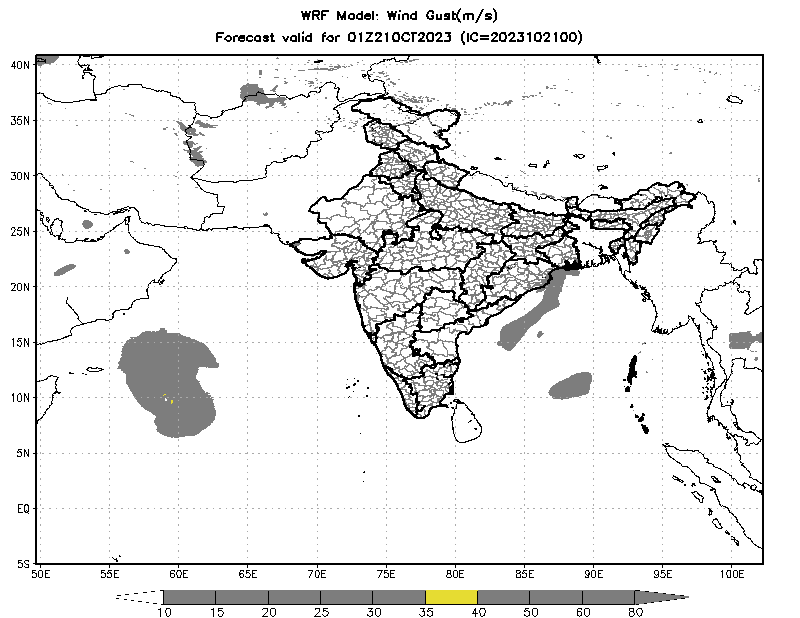 WRF Model: Wind Gust(m/s)
Forecast valid for 01Z21OCT2023 (IC=2023102100)
40N
35N
30N
25N
20N
15N
10N
5N
EQ
5S
50E 55E 60E 65E 70E 75E 80E 85E 90E 95E 100E
10 15 20 25 30 35 40 50 60 80